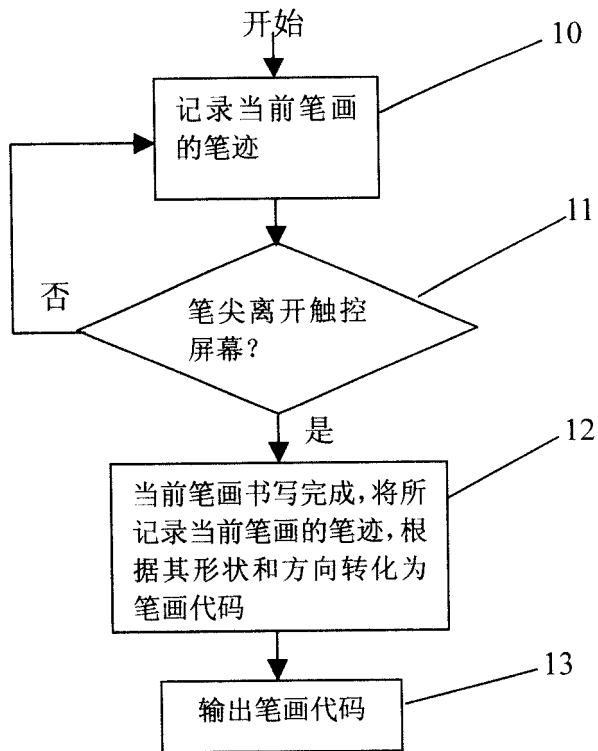 开始
10
记录当前笔画
的笔迹
11
否
笔尖离开触控
屏幕？
是
12
当前笔画书写完成，将所
记录当前笔画的笔迹，根
据其形状和方向转化为
笔画代码
13
输出笔画代码